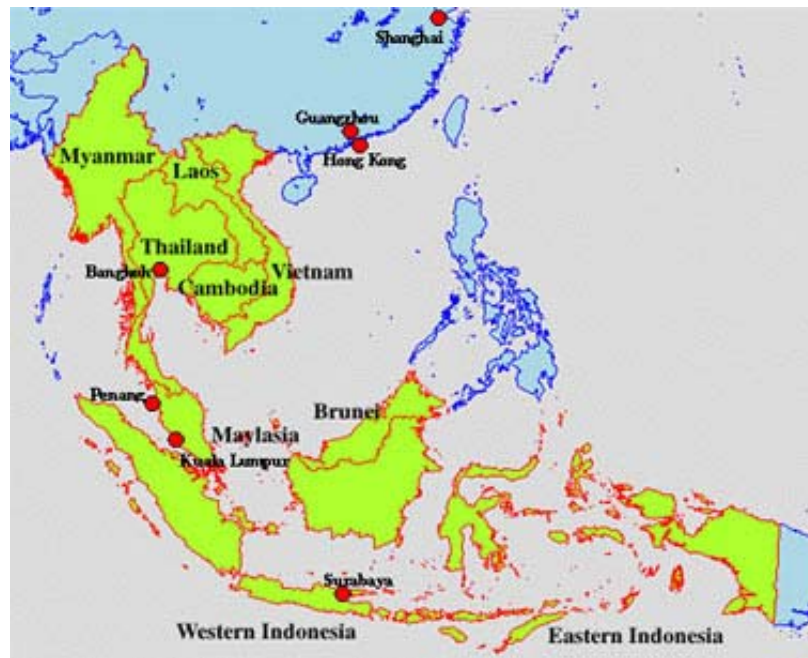 Shanghai
Guangzhou
Hong Kong
Myanmar
Laos
Thailand
Bangkok
Vietnam
Cambodia
Penang
Brunei
Maylasia
Kuala Lumpur
Surabaya
Western Indonesia
Eastern Indonesia